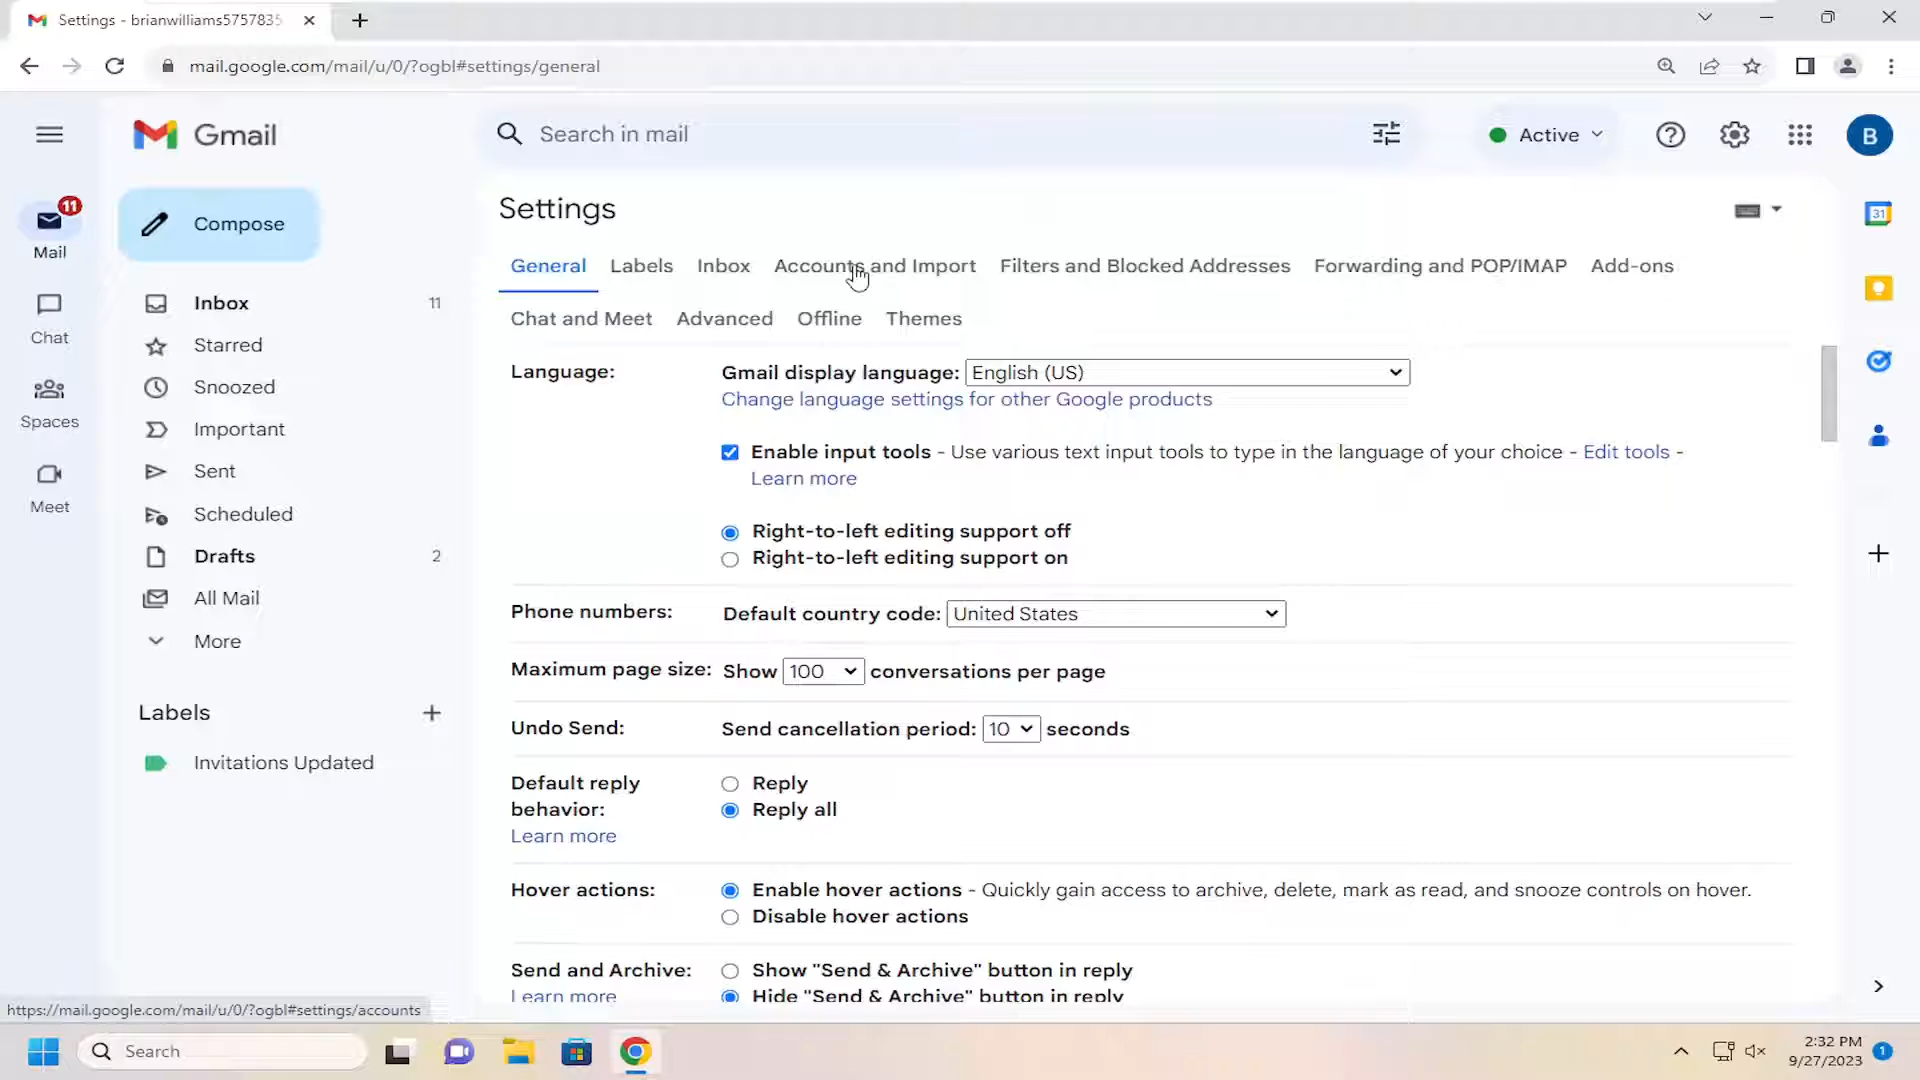 Settings - brianwilliams5757835
mail.google.com/mail/u/0/?ogbl#settings/general
Gmail
Search in mail
Active
B
11
Mail
Chat
Spaces
Meet
Compose
Inbox 11
Starred
Snoozed
Important
Sent
Scheduled
Drafts 2
All Mail
More
Labels
Invitations Updated
Settings
General Labels Inbox Accounts and Import Filters and Blocked Addresses Forwarding and POP/IMAP Add-ons
Chat and Meet Advanced Offline Themes
Language: Gmail display language: English (US)
Change language settings for other Google products
Enable input tools - Use various text input tools to type in the language of your choice - Edit tools -
Learn more
Right-to-left editing support off
Right-to-left editing support on
Phone numbers: Default country code: United States
Maximum page size: Show 100 conversations per page
Undo Send: Send cancellation period: 10 seconds
Default reply
behavior:
Learn more
Reply
Reply all
Hover actions: Enable hover actions - Quickly gain access to archive, delete, mark as read, and snooze controls on hover.
Disable hover actions
Send and Archive: Show "Send & Archive" button in reply
Learn more Hide "Send & Archive" button in reply
31
https://mail.google.com/mail/u/0/?ogbl#settings/accounts
Search
2:32 PM
9/27/2023
1